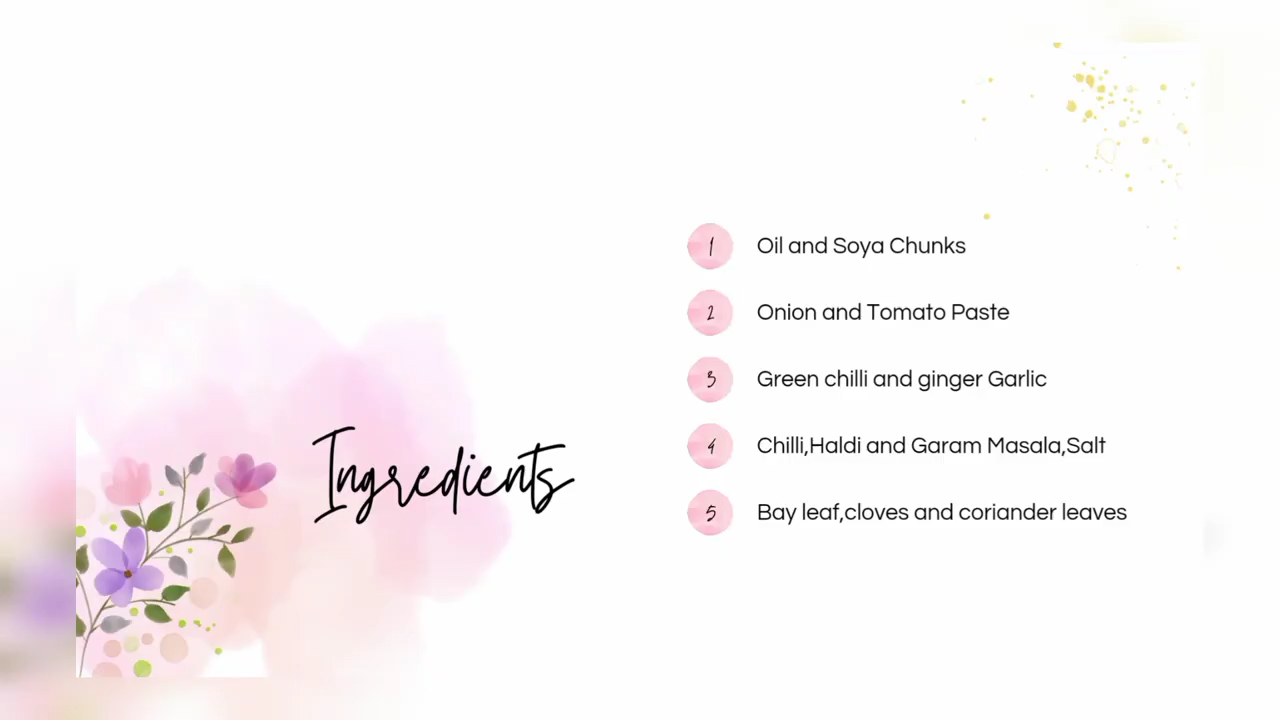 Ingredients
1 Oil and Soya Chunks
2 Onion and Tomato Paste
3 Green chilli and ginger Garlic
4 Chilli,Haldi and Garam Masala,Salt
5 Bay leaf,cloves and coriander leaves